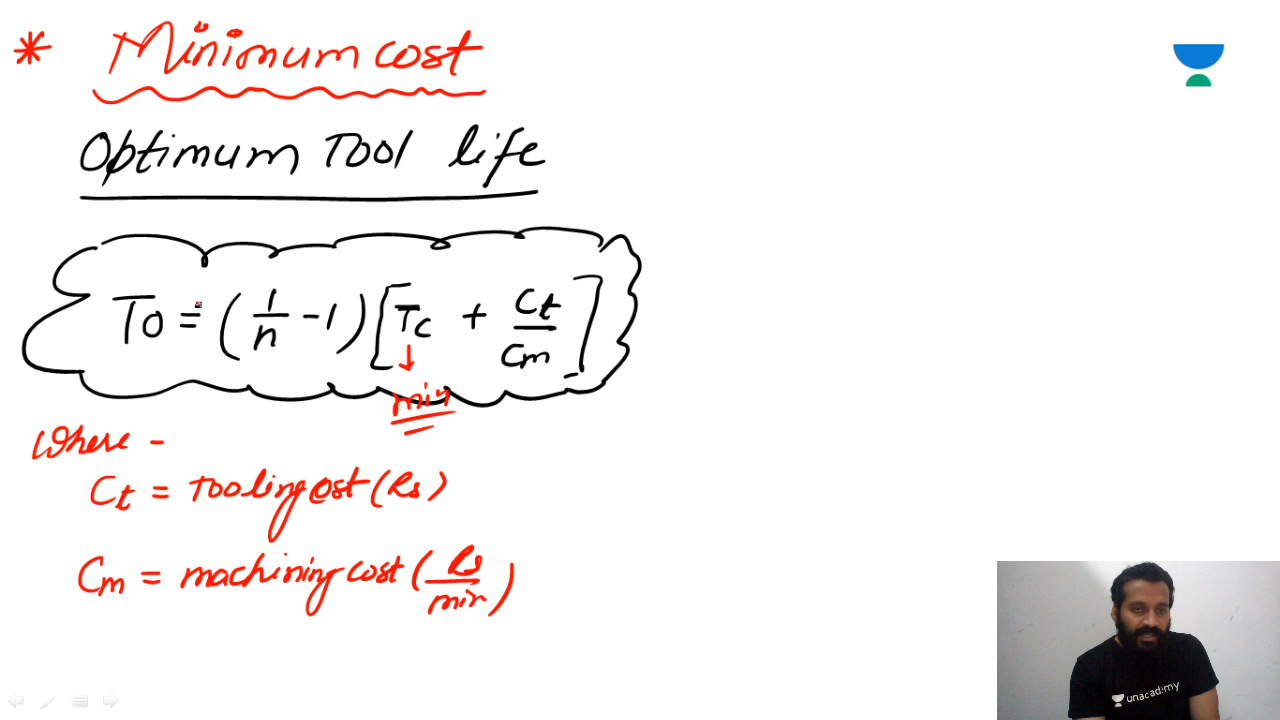 * Minimum cost
Optimum Tool life
To = (1/n - 1) [Tc + Ct/Cm]
min
Where -
Ct = Tooling cost (Rs)
Cm = machining cost (Rs/min)
unacademy